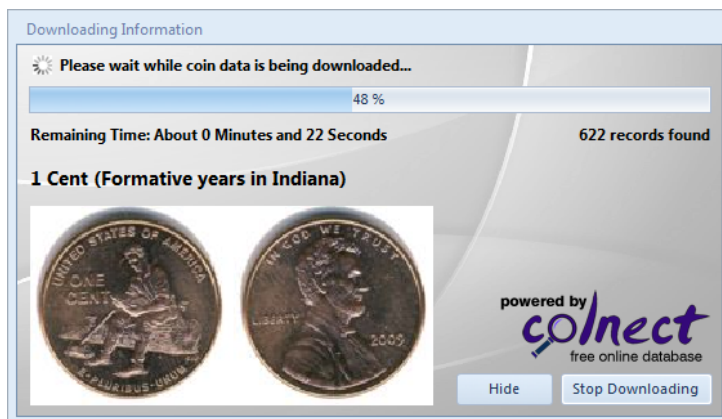 Downloading Information
Please wait while coin data is being downloaded...
48 %
Remaining Time: About 0 Minutes and 22 Seconds
622 records found
1 Cent (Formative years in Indiana)
UNITED STATES OF AMERICA
ONE
CENT
E·PLURIBUS·UNUM
IN GOD WE TRUST
LIBERTY
2009
powered by
colnect
free online database
Hide
Stop Downloading